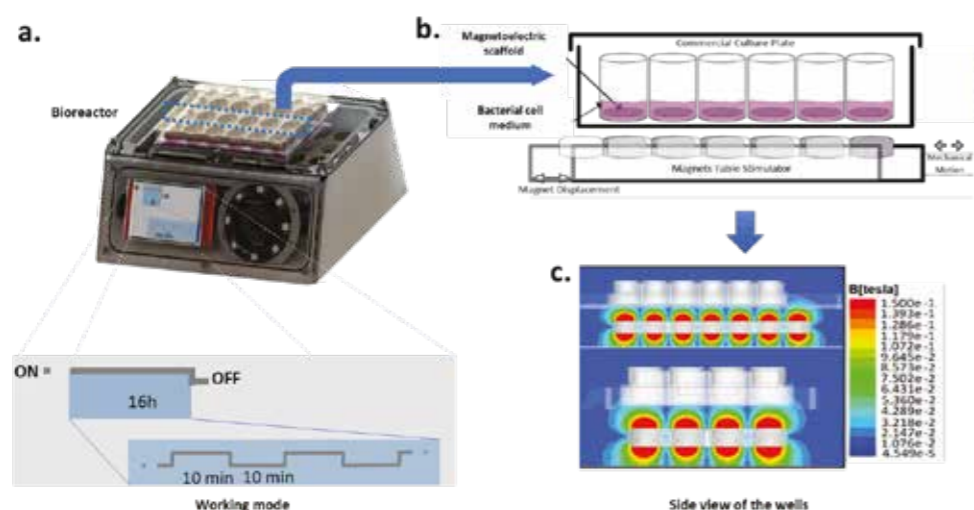 a.
b.
Magnetoelectric
scaffold
Commercial Culture Plate
Bioreactor
Bacterial cell
medium
Magnets Table Stimulator
Mechanical
Motion
Magnet Displacement
c.
B[tesla]
1.500e-1
1.393e-1
1.286e-1
1.179e-1
1.072e-1
9.645e-2
8.573e-2
7.502e-2
6.431e-2
5.360e-2
4.289e-2
3.218e-2
2.147e-2
1.076e-2
4.549e-5
ON
OFF
16h
10 min 10 min
Working mode
Side view of the wells